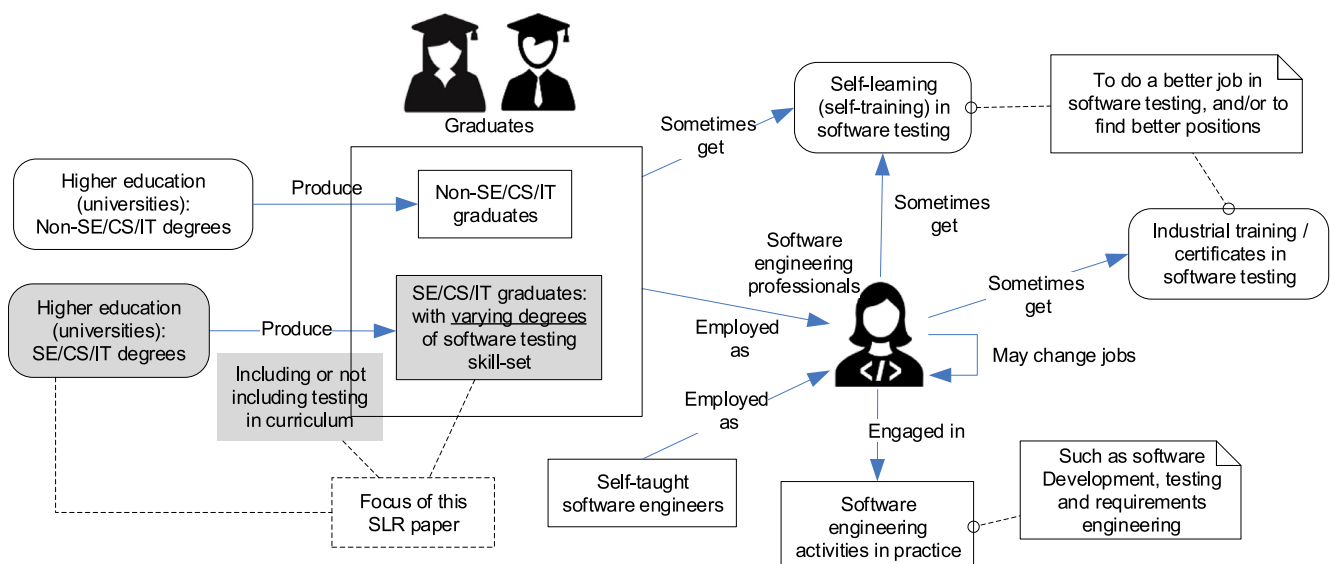 Graduates
Higher education
(universities):
Non-SE/CS/IT degrees
Produce
Non-SE/CS/IT
graduates
Higher education
(universities):
SE/CS/IT degrees
Produce
SE/CS/IT graduates:
with varying degrees
of software testing
skill-set
Including or not
including testing
in curriculum
Focus of this
SLR paper
Sometimes
get
Self-learning
(self-training) in
software testing
To do a better job in
software testing, and/or to
find better positions
Sometimes
get
Industrial training /
certificates in
software testing
Sometimes
get
Software
engineering
professionals
</>
May change jobs
Employed
as
Employed
as
Self-taught
software engineers
Engaged in
Software
engineering
activities in practice
Such as software
Development, testing
and requirements
engineering